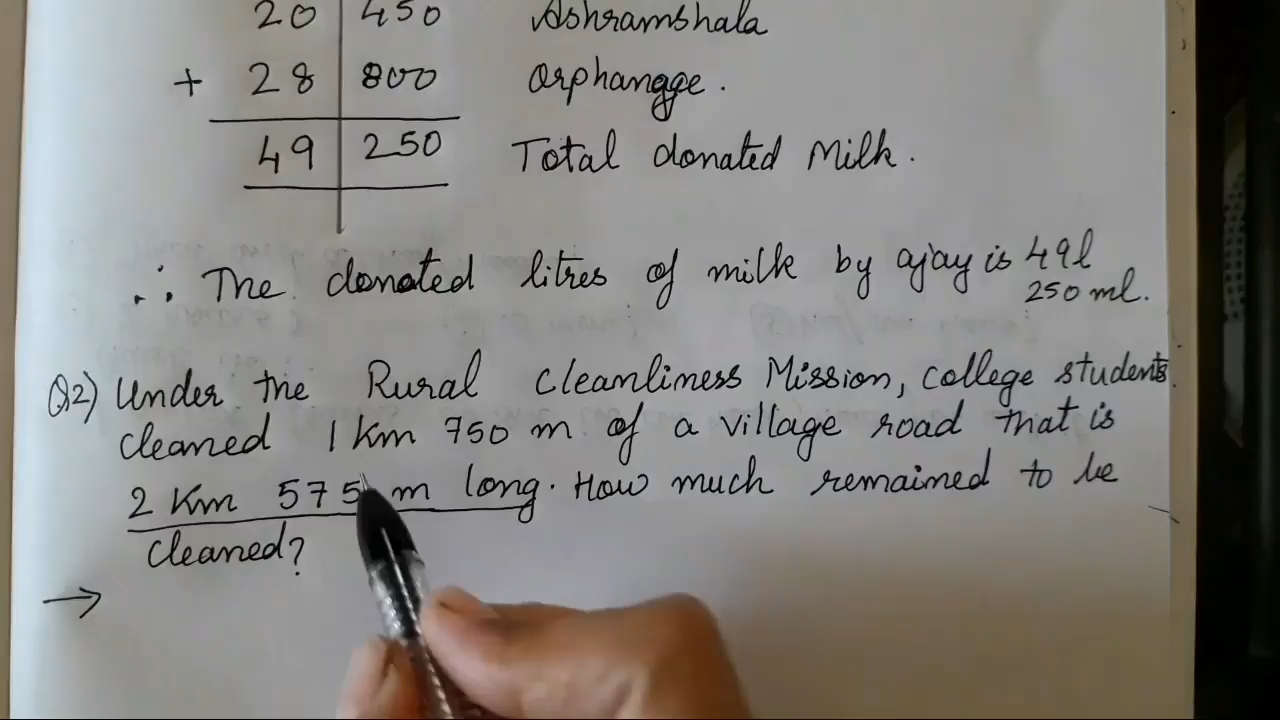 20 450 Ashramshala
+ 28 800 Orphanage.
49 250 Total donated Milk.
∴ The donated litres of milk by ajay is 49l
250 ml.
Q2) Under the Rural Cleanliness Mission, college students
cleaned 1 Km 750 m of a village road that is
2 Km 575 m long. How much remained to be
cleaned?
→